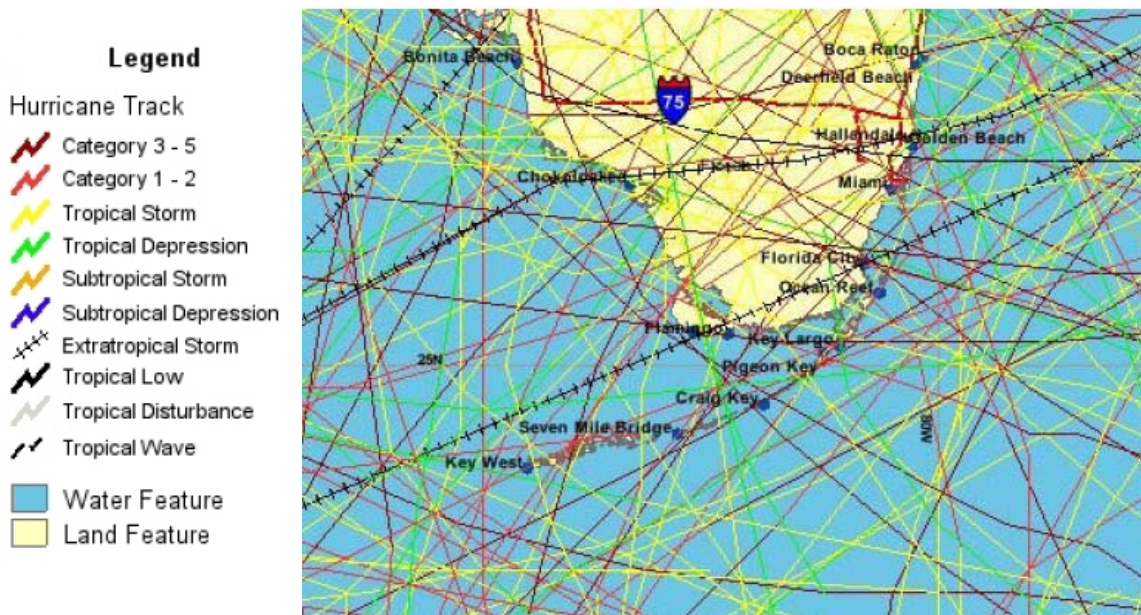 Legend
Hurricane Track
Category 3 - 5
Category 1 - 2
Tropical Storm
Tropical Depression
Subtropical Storm
Subtropical Depression
Extratropical Storm
Tropical Low
Tropical Disturbance
Tropical Wave
Water Feature
Land Feature
Bonita Beach
Boca Raton
Deerfield Beach
75
Golden Beach
Miami
Florida City
Ocean Reef
Flamingo
Key Largo
25N
Pigeon Key
Craig Key
80W
Seven Mile Bridge
Key West